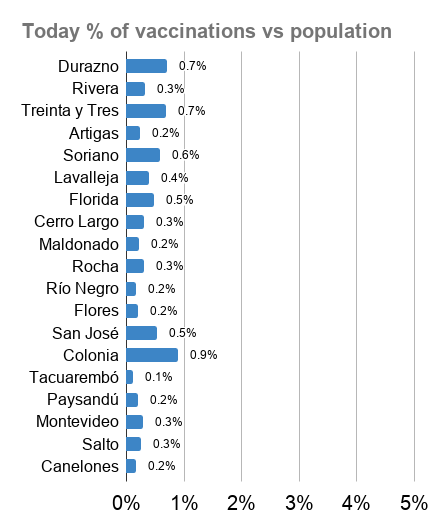 Today % of vaccinations vs population
Durazno 0.7%
Rivera 0.3%
Treinta y Tres 0.7%
Artigas 0.2%
Soriano 0.6%
Lavalleja 0.4%
Florida 0.5%
Cerro Largo 0.3%
Maldonado 0.2%
Rocha 0.3%
Río Negro 0.2%
Flores 0.2%
San José 0.5%
Colonia 0.9%
Tacuarembó 0.1%
Paysandú 0.2%
Montevideo 0.3%
Salto 0.3%
Canelones 0.2%
0% 1% 2% 3% 4% 5%